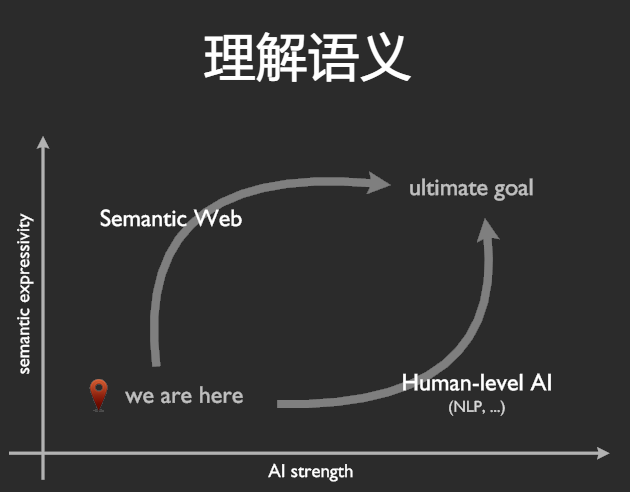 理解语义
ultimate goal
Semantic Web
semantic expressivity
Human-level AI
we are here
(NLP, ...)
AI strength